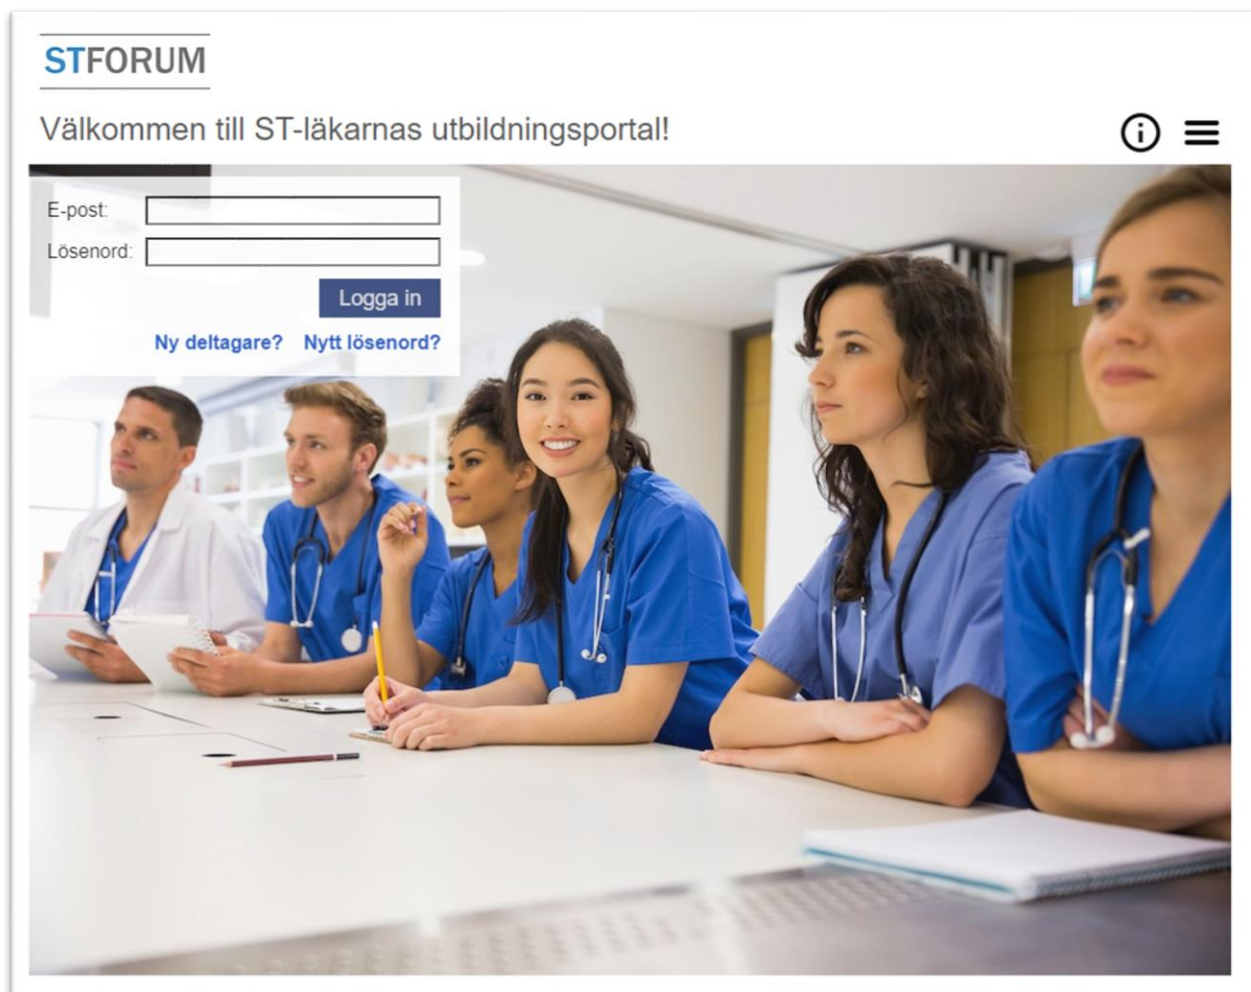 STFORUM
Välkommen till ST-läkarnas utbildningsportal!
E-post:
Lösenord:
Logga in
Ny deltagare? Nytt lösenord?